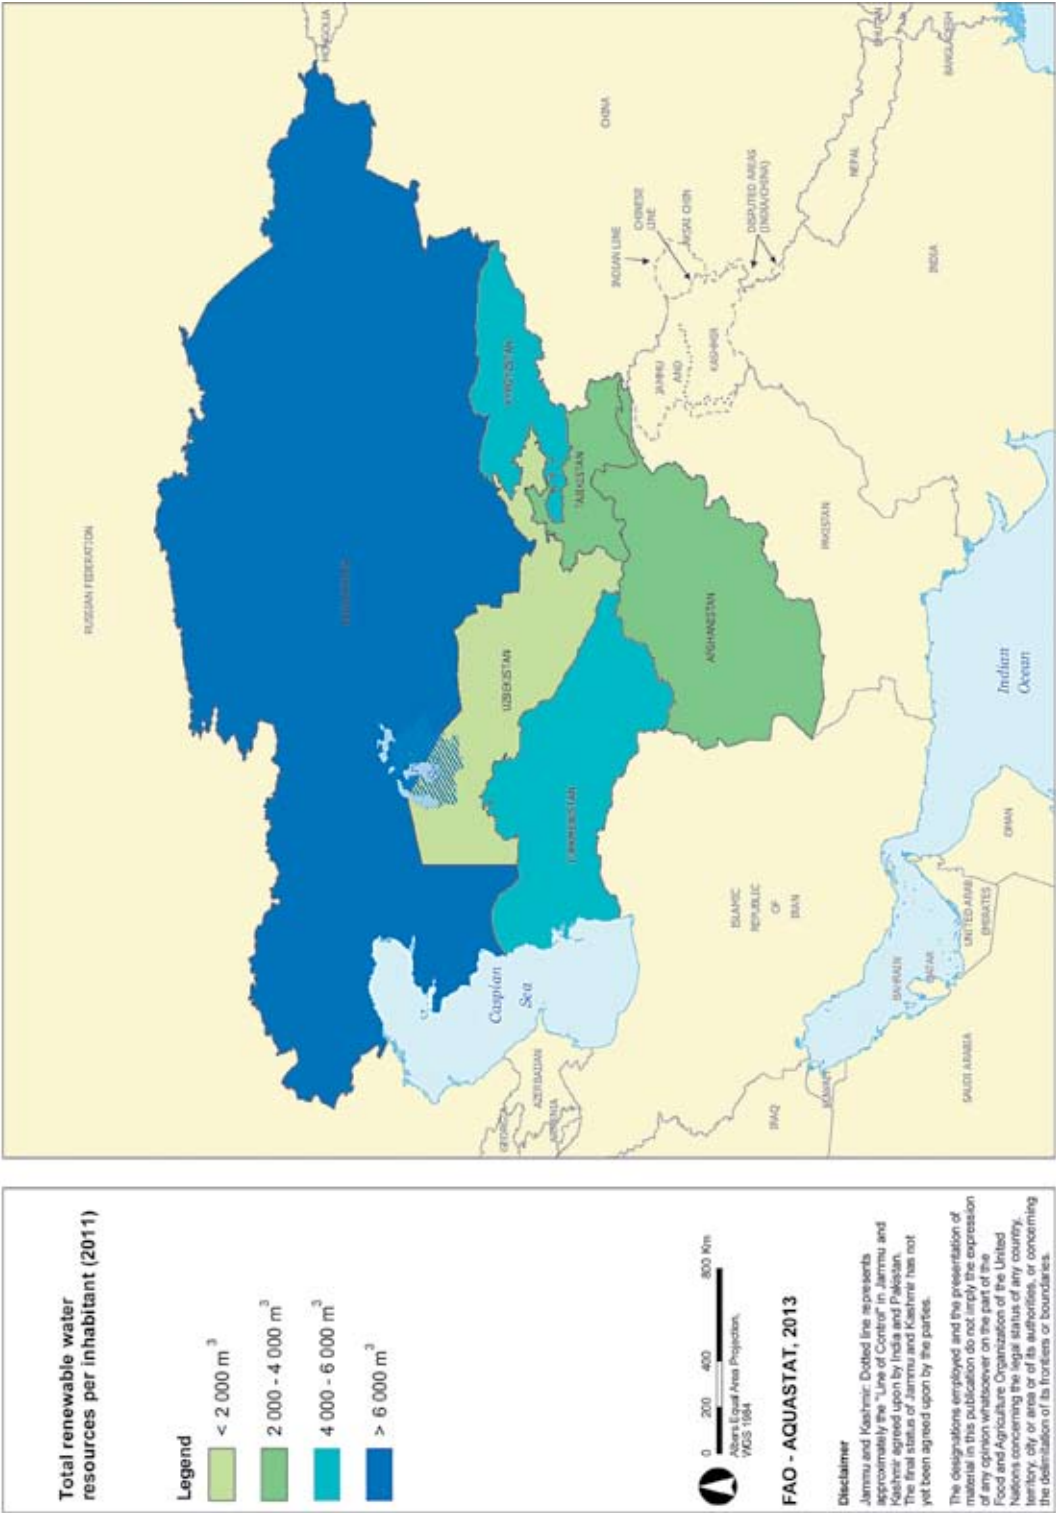 Total renewable water
resources per inhabitant (2011)
Legend
< 2 000 m 3
2 000 - 4 000 m 3
4 000 - 6 000 m 3
> 6 000 m 3
0 200 400 800 Km
Albers Equal Area Projection,
WGS 1984
FAO - AQUASTAT, 2013
Disclaimer
Jammu and Kashmir: Dotted line represents
approximately the "Line of Control" in Jammu and
Kashmir agreed upon by India and Pakistan.
The final status of Jammu and Kashmir has not
yet been agreed upon by the parties.
The designations employed and the presentation of
material in this publication do not imply the expression
of any opinion whatsoever on the part of the
Food and Agriculture Organization of the United
Nations concerning the legal status of any country,
territory, city or area or of its authorities, or concerning
the delimitation of its frontiers or boundaries.
RUSSIAN FEDERATION
MONGOLIA
UZBEKISTAN
KYRGYZSTAN
TURKMENISTAN
TAJIKISTAN
AFGHANISTAN
CHINA
GEORGIA
AZERBAIJAN
ARMENIA
Caspian
Sea
INDIAN LINE
CHINESE
LINE
AKSAI CHIN
JAMMU
AND
KASHMIR
DISPUTED AREAS
(INDIA/CHINA)
ISLAMIC
REPUBLIC
OF
IRAN
PAKISTAN
NEPAL
BHUTAN
BANGLADESH
INDIA
IRAQ
KUWAIT
BAHRAIN
QATAR
SAUDI ARABIA
UNITED ARAB
EMIRATES
OMAN
Indian
Ocean